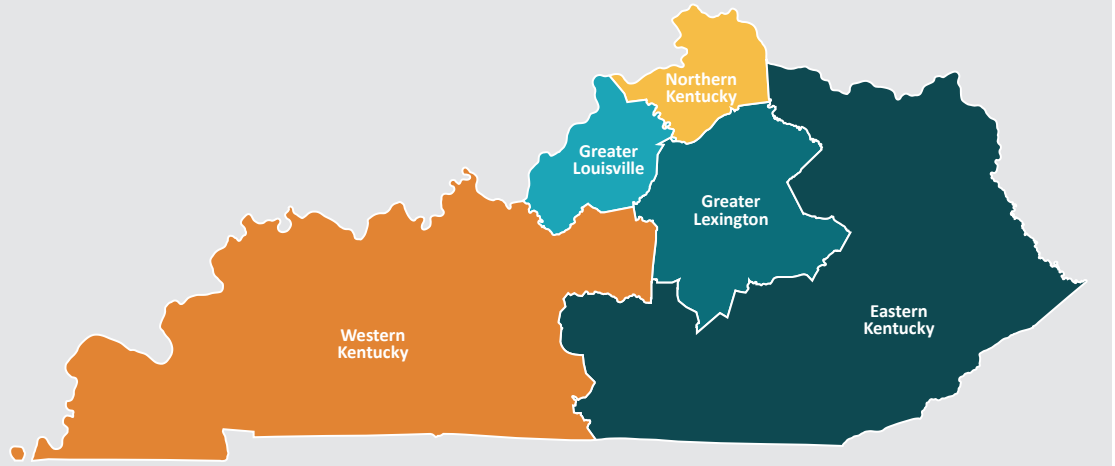 Northern
Kentucky
Greater
Louisville
Greater
Lexington
Eastern
Kentucky
Western
Kentucky